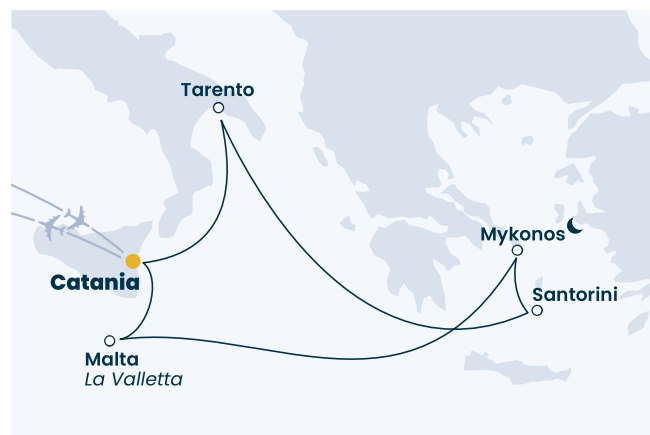 Tarento
Mykonos
Catania
Santorini
Malta
La Valletta